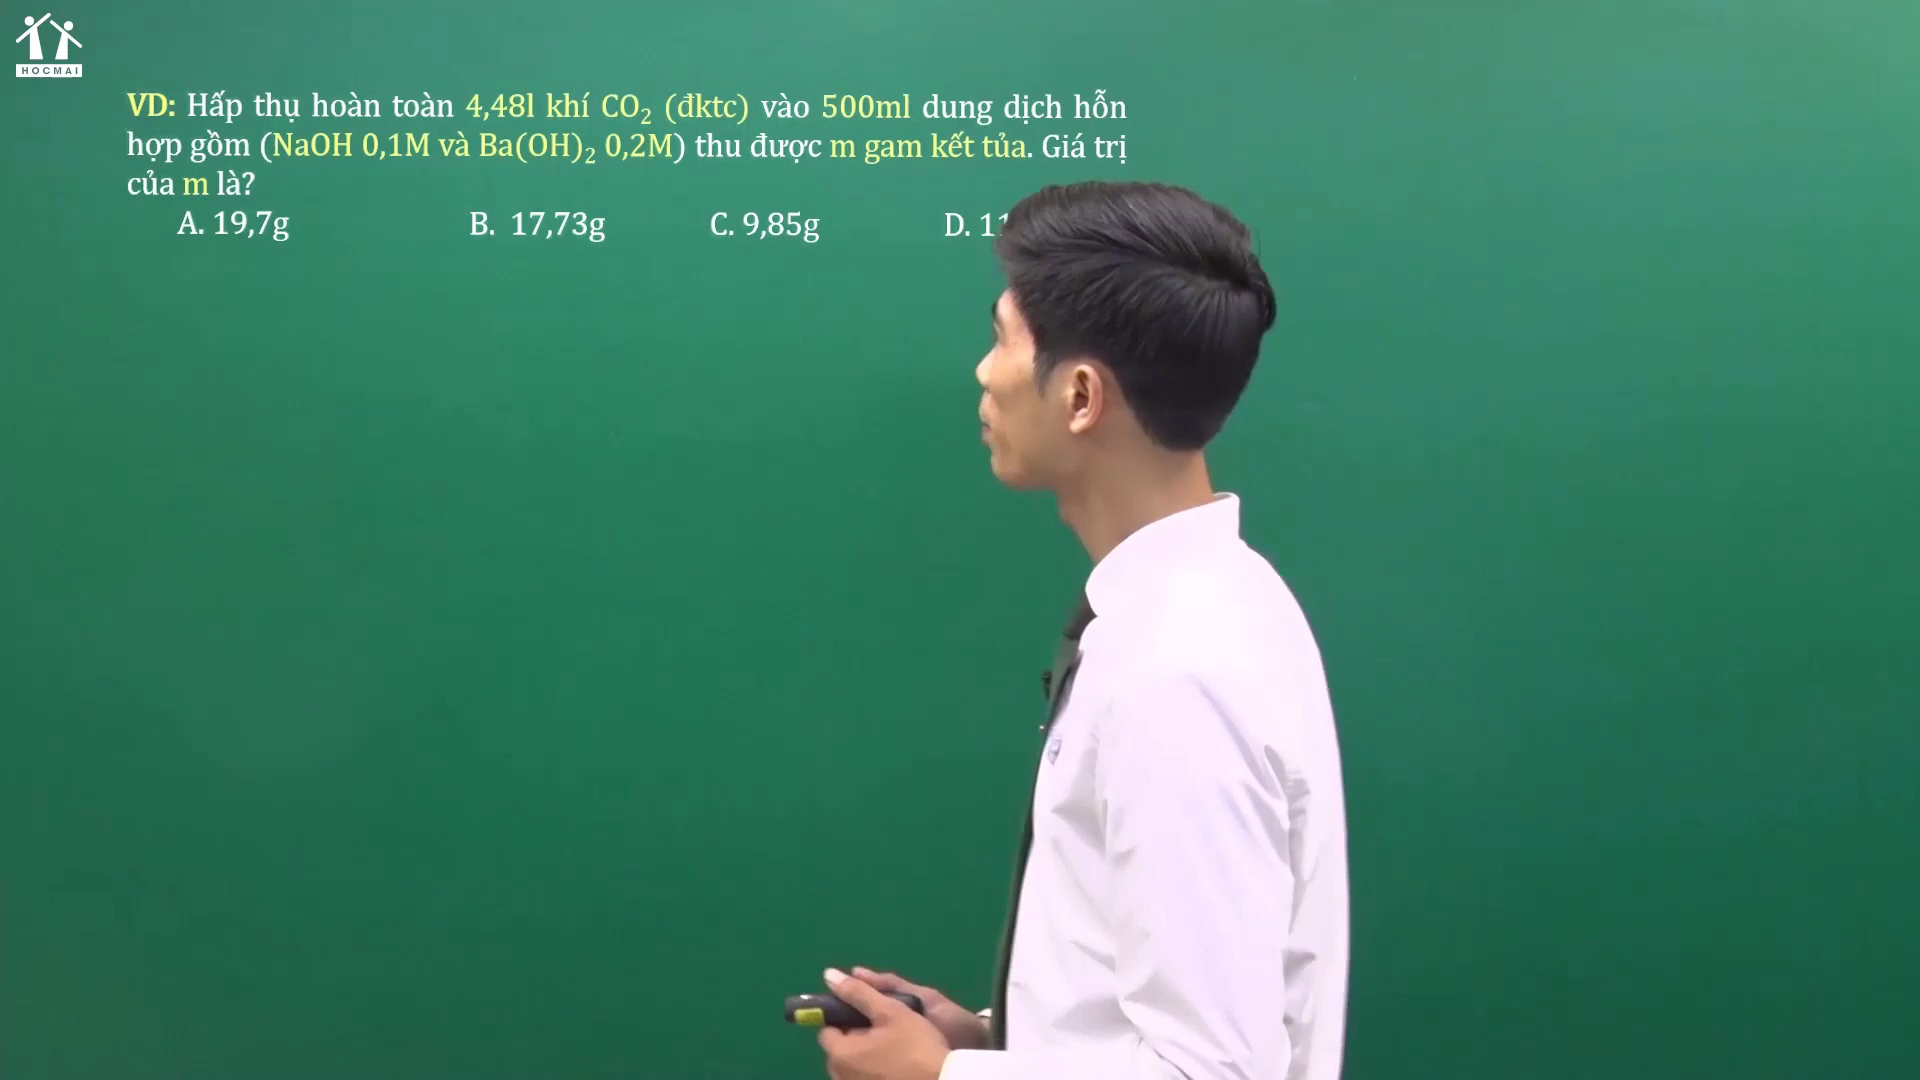 HOCMAI
VD: Hấp thụ hoàn toàn 4,48l khí CO₂ (đktc) vào 500ml dung dịch hỗn
hợp gồm (NaOH 0,1M và Ba(OH)₂ 0,2M) thu được m gam kết tủa. Giá trị
của m là?
A. 19,7g B. 17,73g C. 9,85g D.